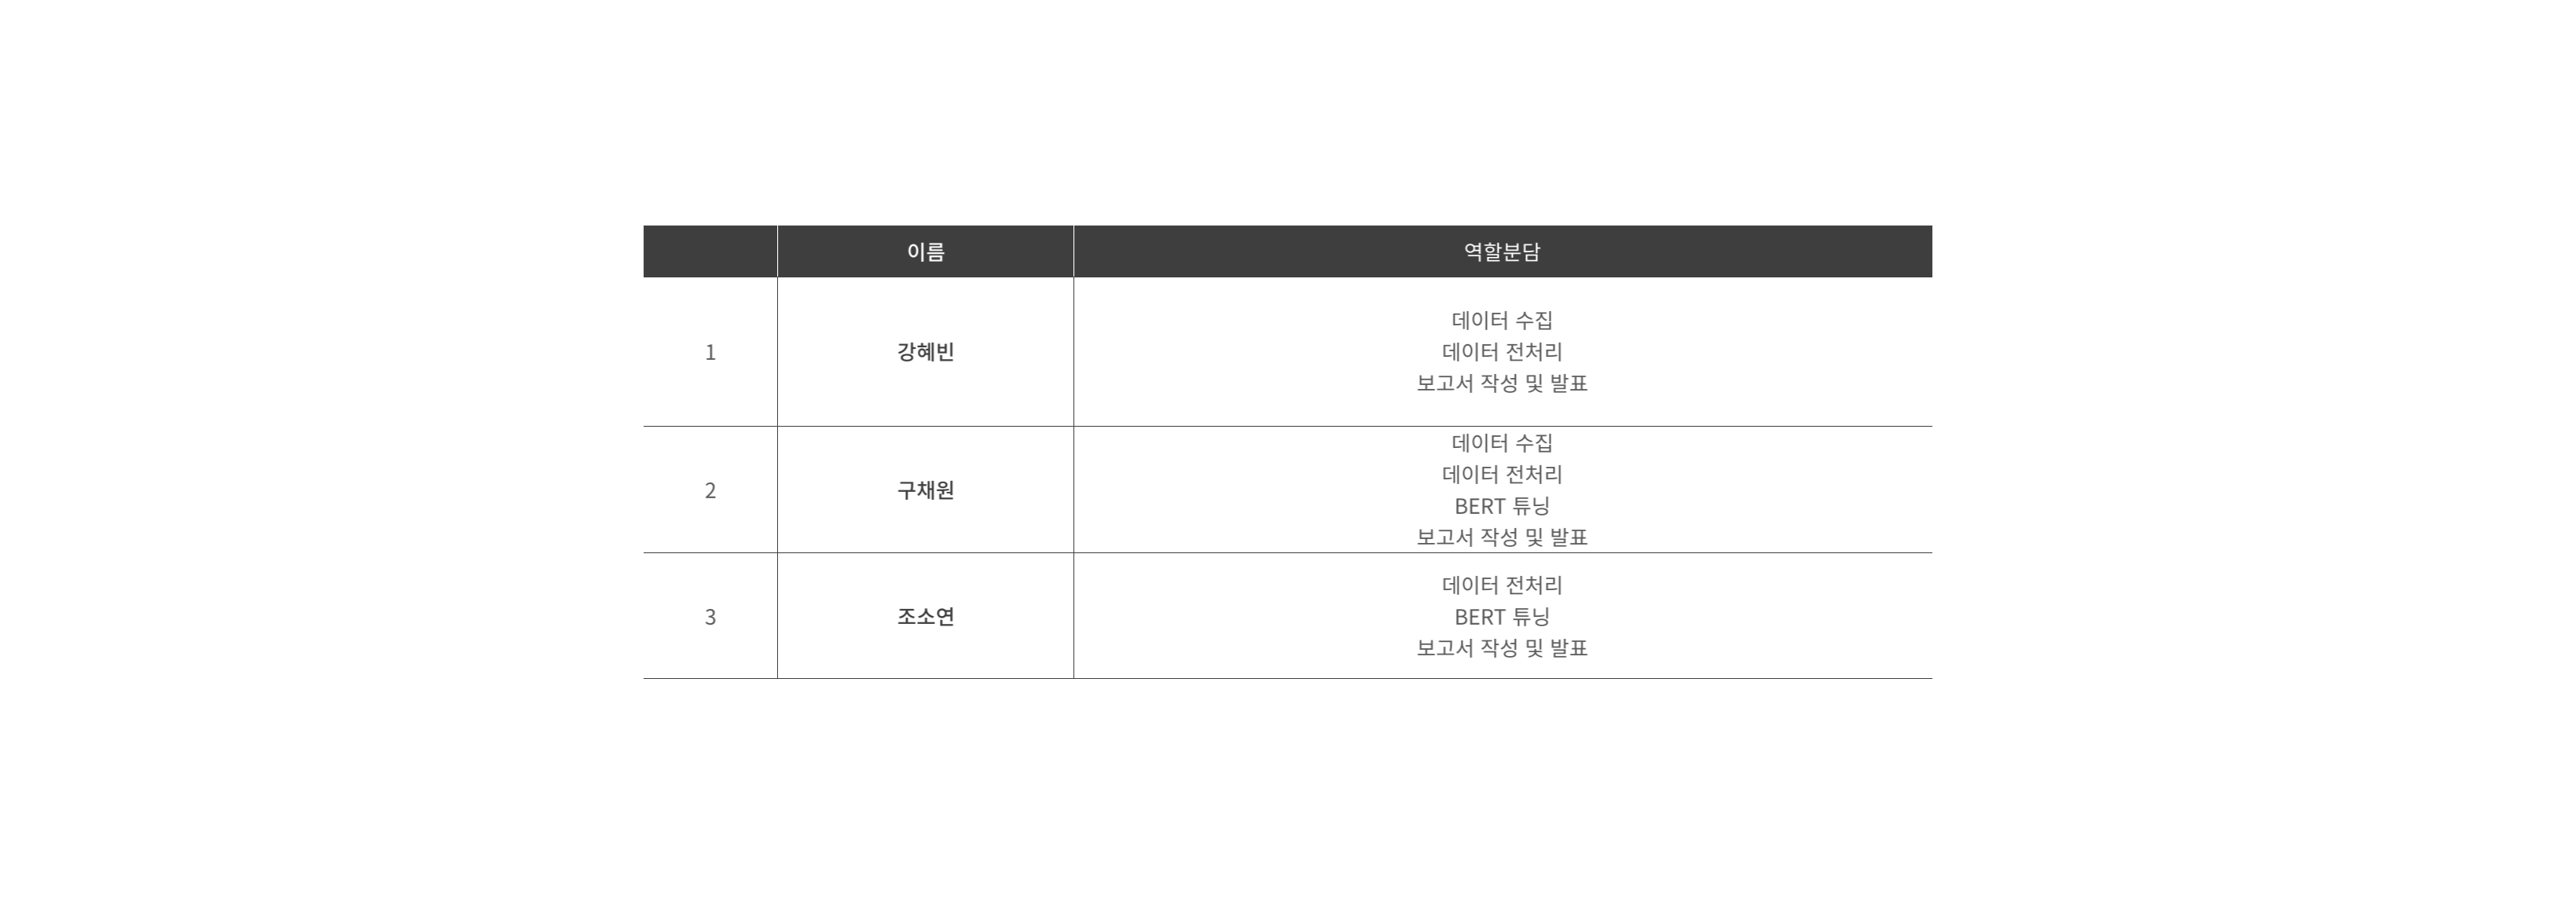 이름 역할분담
데이터 수집
1 강혜빈 데이터 전처리
보고서 작성 및 발표
데이터 수집
데이터 전처리
2 구채원
BERT 튜닝
보고서 작성 및 발표
데이터 전처리
3 조소연 BERT 튜닝
보고서 작성 및 발표